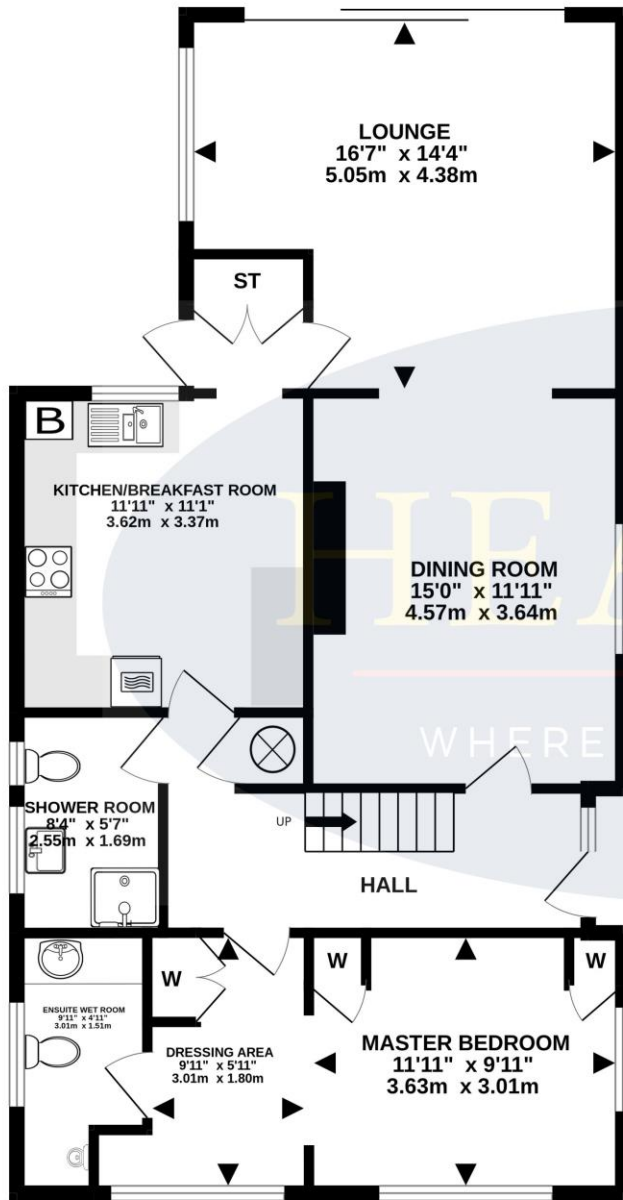 LOUNGE
16'7" x 14'4"
5.05m x 4.38m
ST
B
KITCHEN/BREAKFAST ROOM
11'11" x 11'1"
3.62m x 3.37m
DINING ROOM
15'0" x 11'11"
4.57m x 3.64m
HEA
WHERE
SHOWER ROOM
8'4" x 5'7"
2.55m x 1.69m
UP
HALL
W
W
W
ENSUITE WET ROOM
9'11" x 4'11"
3.01m x 1.51m
DRESSING AREA
9'11" x 5'11"
3.01m x 1.80m
MASTER BEDROOM
11'11" x 9'11"
3.63m x 3.01m